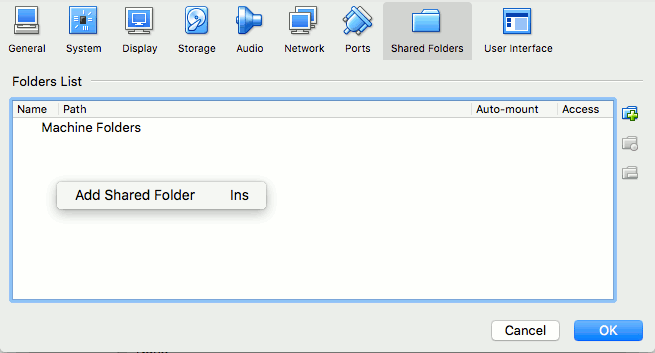 General System Display Storage Audio Network Ports Shared Folders User Interface
Folders List
Name Path Auto-mount Access
Machine Folders
Add Shared Folder Ins
Cancel OK